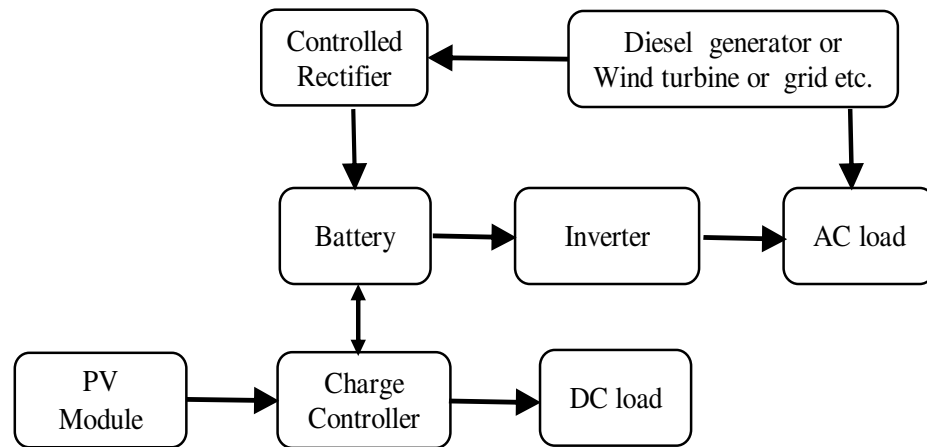 Controlled
Rectifier
Diesel generator or
Wind turbine or grid etc.
Battery
Inverter
AC load
PV
Module
Charge
Controller
DC load